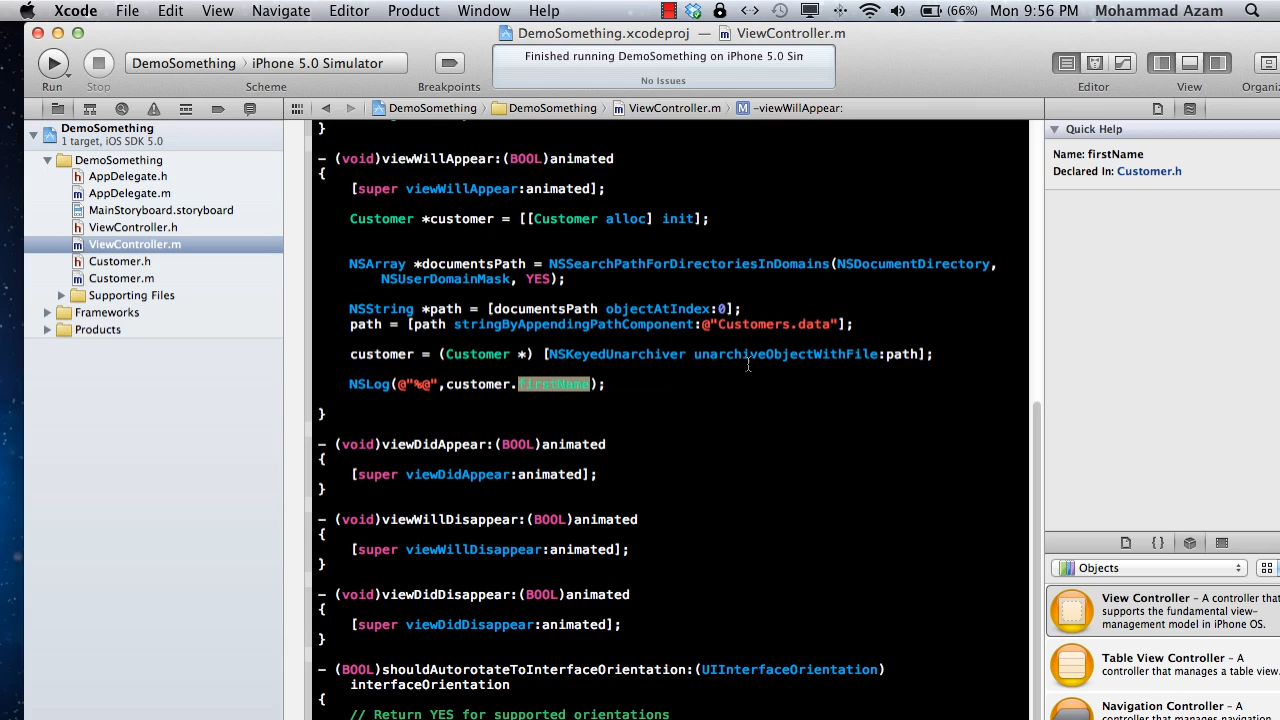 Xcode File Edit View Navigate Editor Product Window Help (66%) Mon 9:56 PM Mohammad Azam
DemoSomething.xcodeproj — ViewController.m
DemoSomething iPhone 5.0 Simulator
Finished running DemoSomething on iPhone 5.0 Sim
No Issues
Run Stop Scheme Breakpoints Editor View Organiz
DemoSomething DemoSomething ViewController.m M -viewWillAppear:
DemoSomething
1 target, iOS SDK 5.0
DemoSomething
h AppDelegate.h
m AppDelegate.m
MainStoryboard.storyboard
h ViewController.h
m ViewController.m
h Customer.h
m Customer.m
Supporting Files
Frameworks
Products
}
- (void)viewWillAppear:(BOOL)animated
{
[super viewWillAppear:animated];
Customer *customer = [[Customer alloc] init];
NSArray *documentsPath = NSSearchPathForDirectoriesInDomains(NSDocumentDirectory,
NSUserDomainMask, YES);
NSString *path = [documentsPath objectAtIndex:0];
path = [path stringByAppendingPathComponent:@"Customers.data"];
customer = (Customer *) [NSKeyedUnarchiver unarchiveObjectWithFile:path];
NSLog(@"%@",customer.firstName);
}
- (void)viewDidAppear:(BOOL)animated
{
[super viewDidAppear:animated];
}
- (void)viewWillDisappear:(BOOL)animated
{
[super viewWillDisappear:animated];
}
- (void)viewDidDisappear:(BOOL)animated
{
[super viewDidDisappear:animated];
}
- (BOOL)shouldAutorotateToInterfaceOrientation:(UIInterfaceOrientation)
interfaceOrientation
{
// Return YES for supported orientations
Quick Help
Name: firstName
Declared In: Customer.h
{ }
Objects
View Controller - A controller that
supports the fundamental view-
management model in iPhone OS.
Table View Controller - A
controller that manages a table view.
Navigation Controller - A